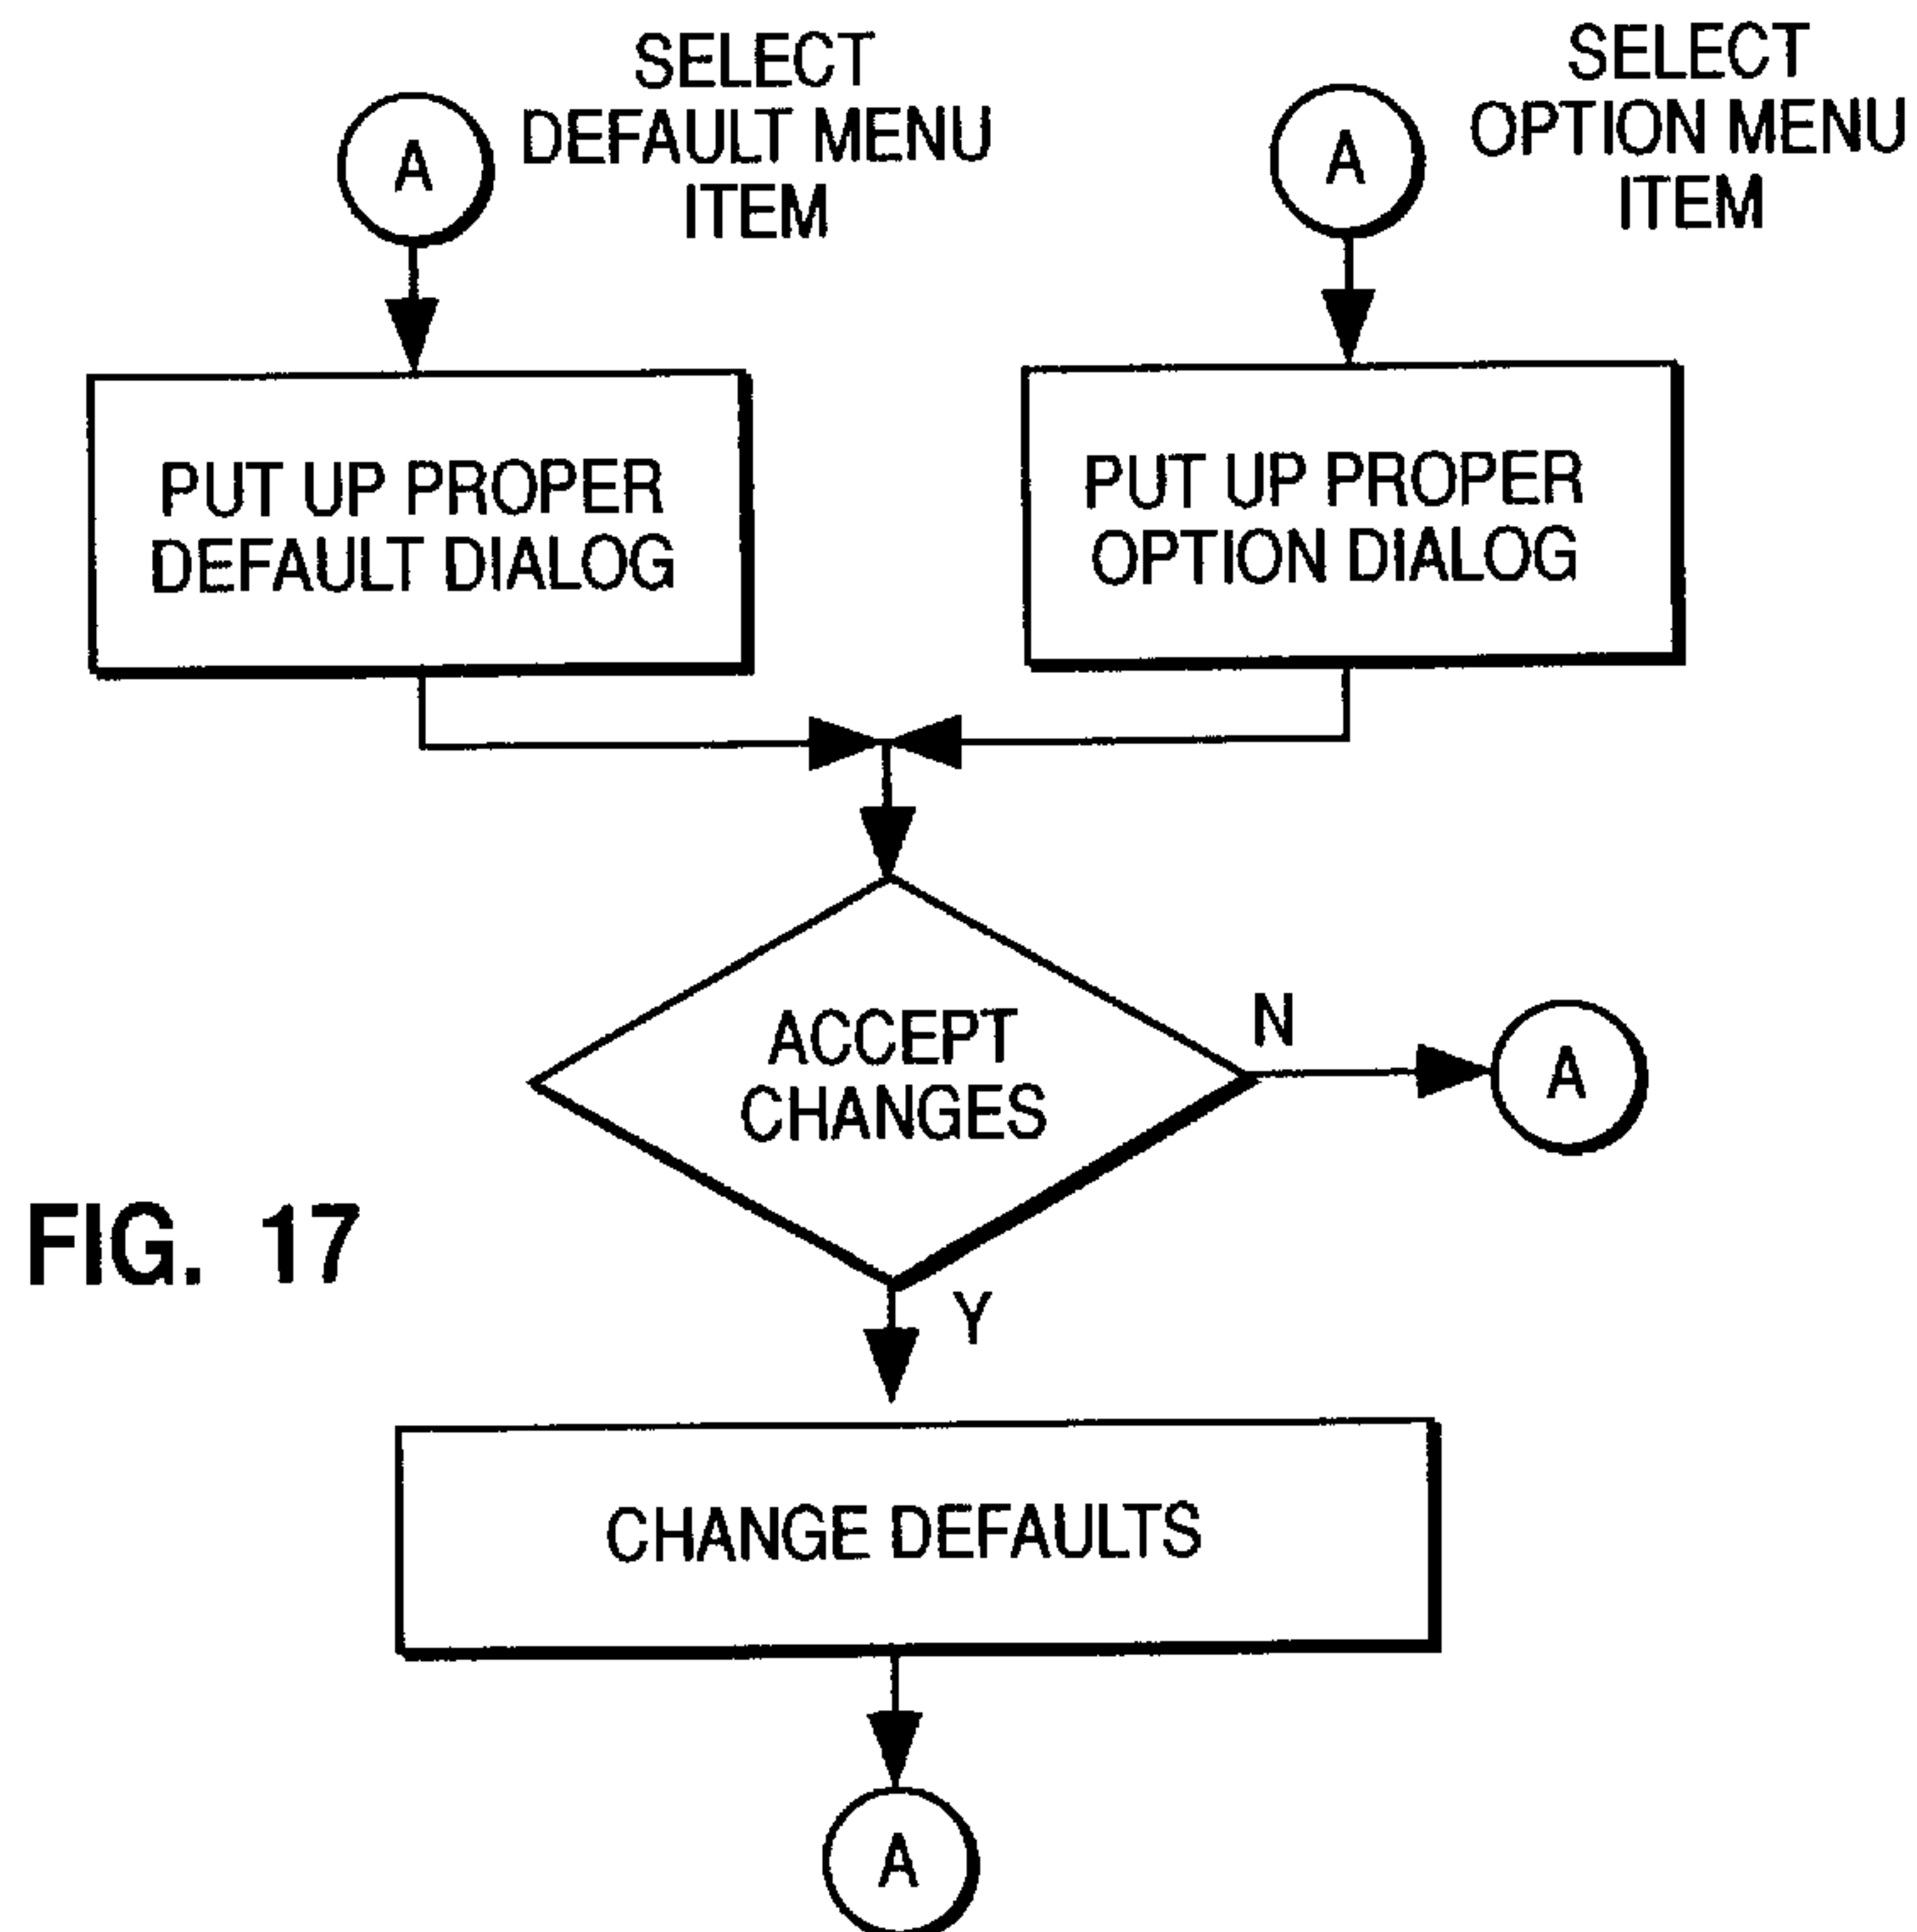 A
SELECT
DEFAULT MENU
ITEM
A
SELECT
OPTION MENU
ITEM
PUT UP PROPER
DEFAULT DIALOG
PUT UP PROPER
OPTION DIALOG
ACCEPT
CHANGES
N
A
FIG. 17
Y
CHANGE DEFAULTS
A